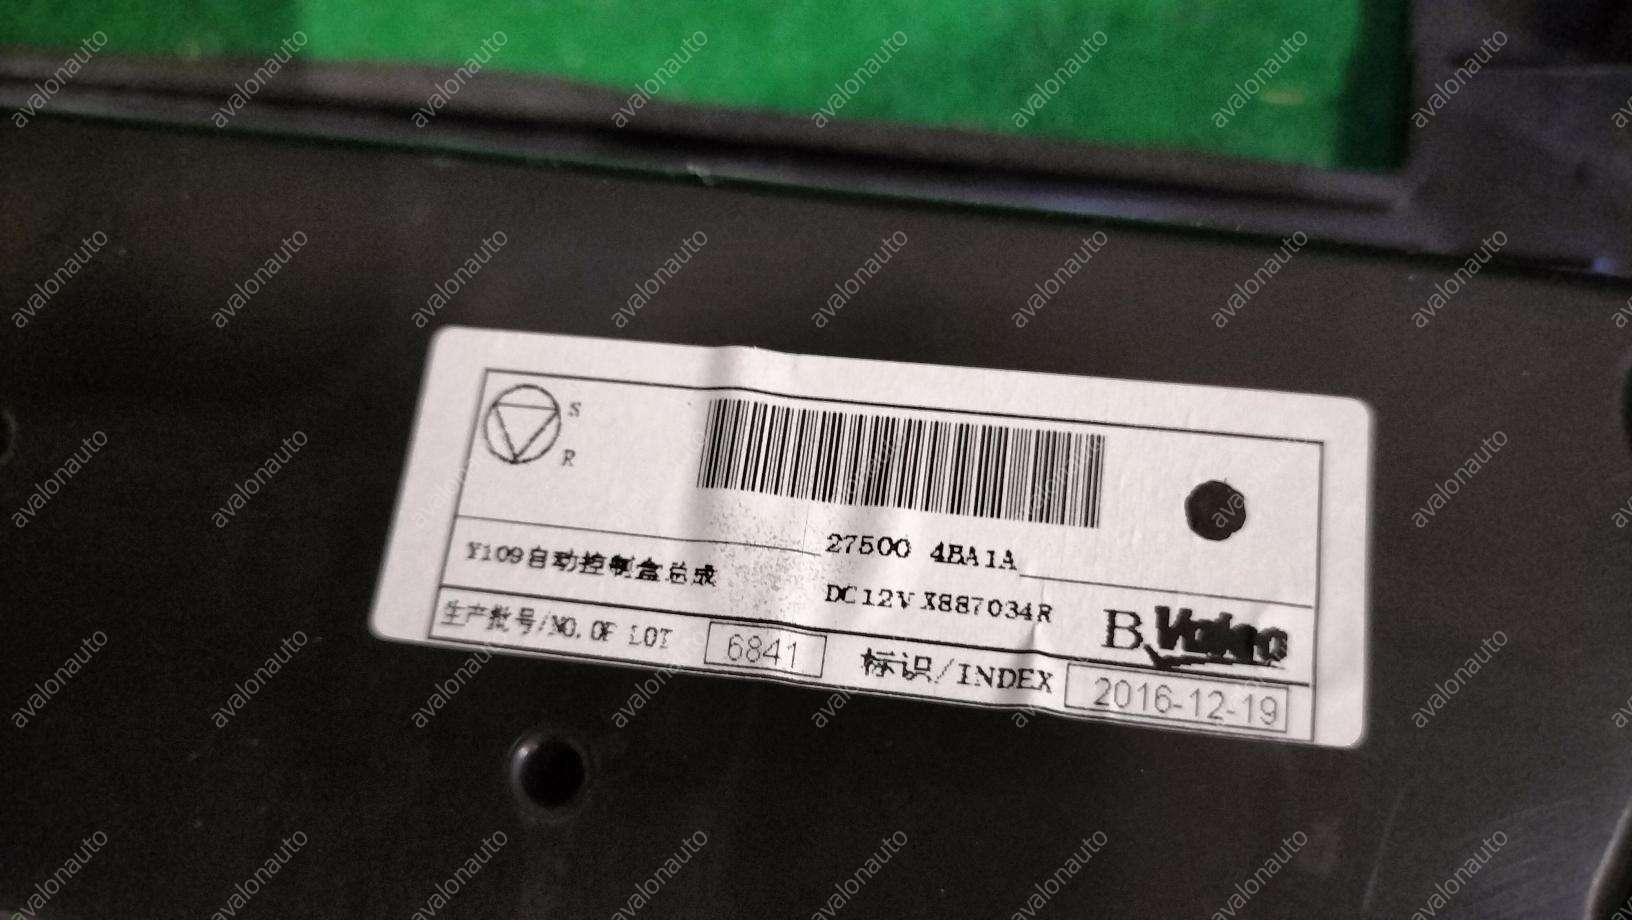 S
R
27500 4BA1A
Y109自动控制盒总成
DC12V X887034R
B Valeo
生产批号/NO.OF LOT 6841 标识/INDEX 2016-12-19
avalonauto